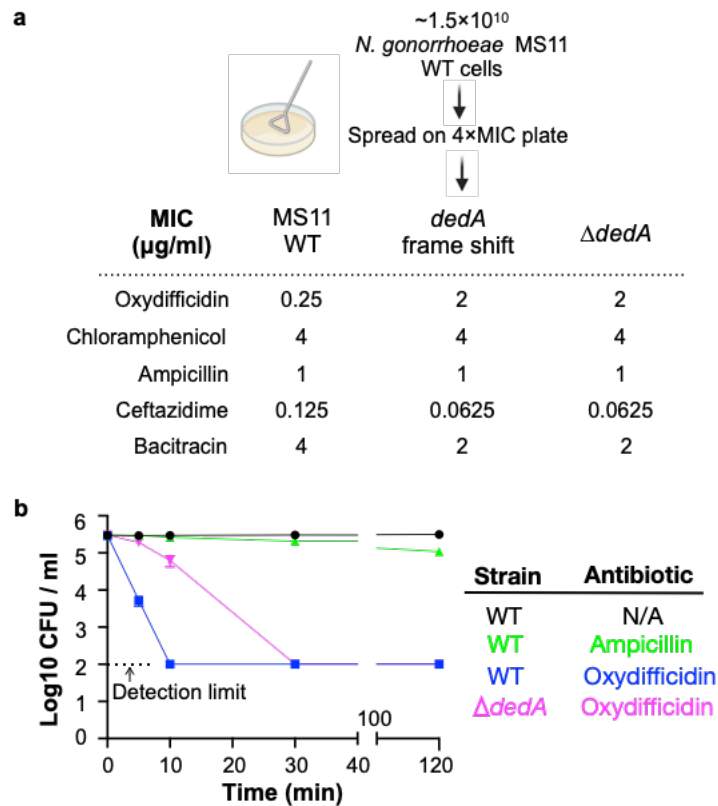 a
~1.5×10¹⁰
N. gonorrhoeae MS11
WT cells
Spread on 4×MIC plate
MIC (µg/ml) MS11 WT dedA frame shift ΔdedA
Oxydifficidin 0.25 2 2
Chloramphenicol 4 4 4
Ampicillin 1 1 1
Ceftazidime 0.125 0.0625 0.0625
Bacitracin 4 2 2
b
Log10 CFU / ml
6
5
4
3
2
1
0
Detection limit
100
0 10 20 30 40 120
Time (min)
Strain Antibiotic
WT N/A
WT Ampicillin
WT Oxydifficidin
ΔdedA Oxydifficidin